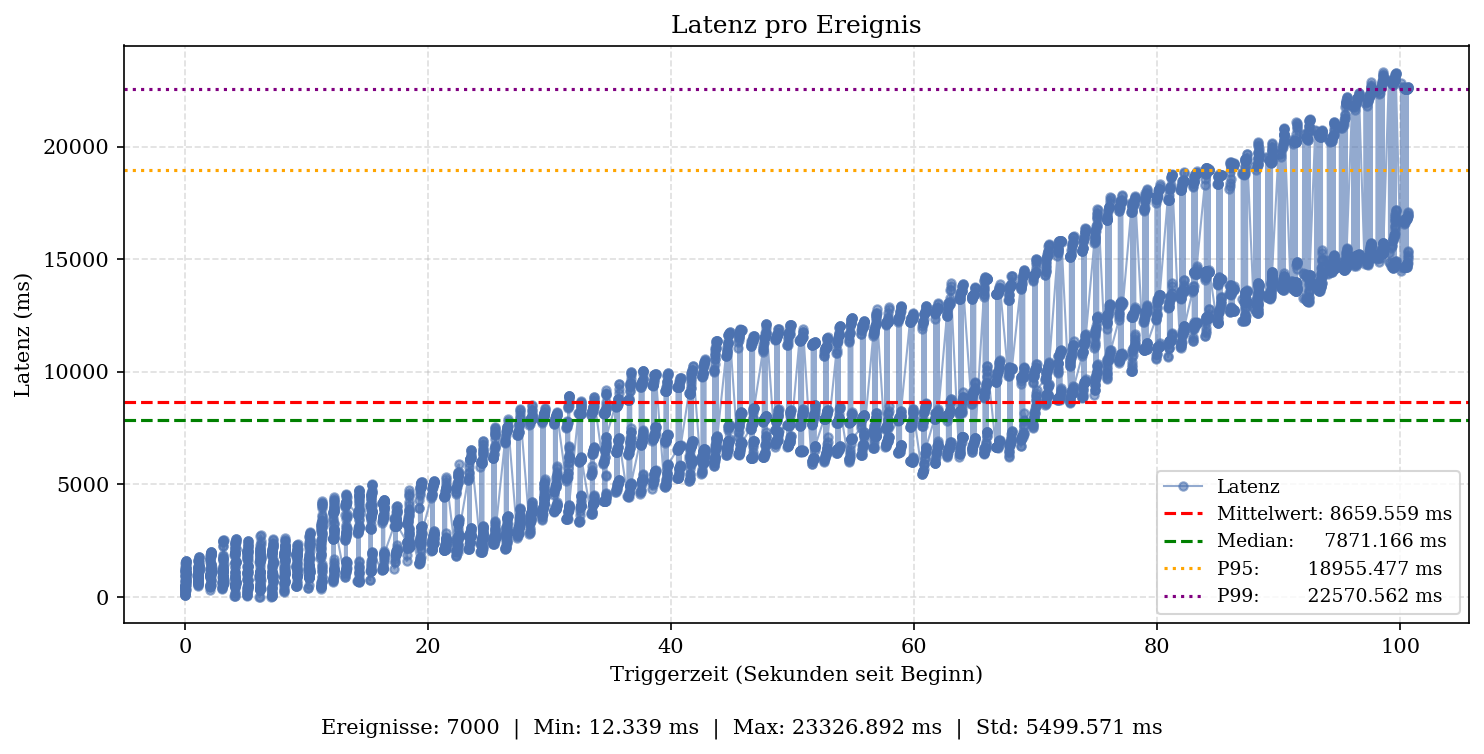 Latenz pro Ereignis
Latenz (ms)
20000
15000
10000
5000
0
0 20 40 60 80 100
Triggerzeit (Sekunden seit Beginn)
Latenz
Mittelwert: 8659.559 ms
Median: 7871.166 ms
P95: 18955.477 ms
P99: 22570.562 ms
Ereignisse: 7000 | Min: 12.339 ms | Max: 23326.892 ms | Std: 5499.571 ms